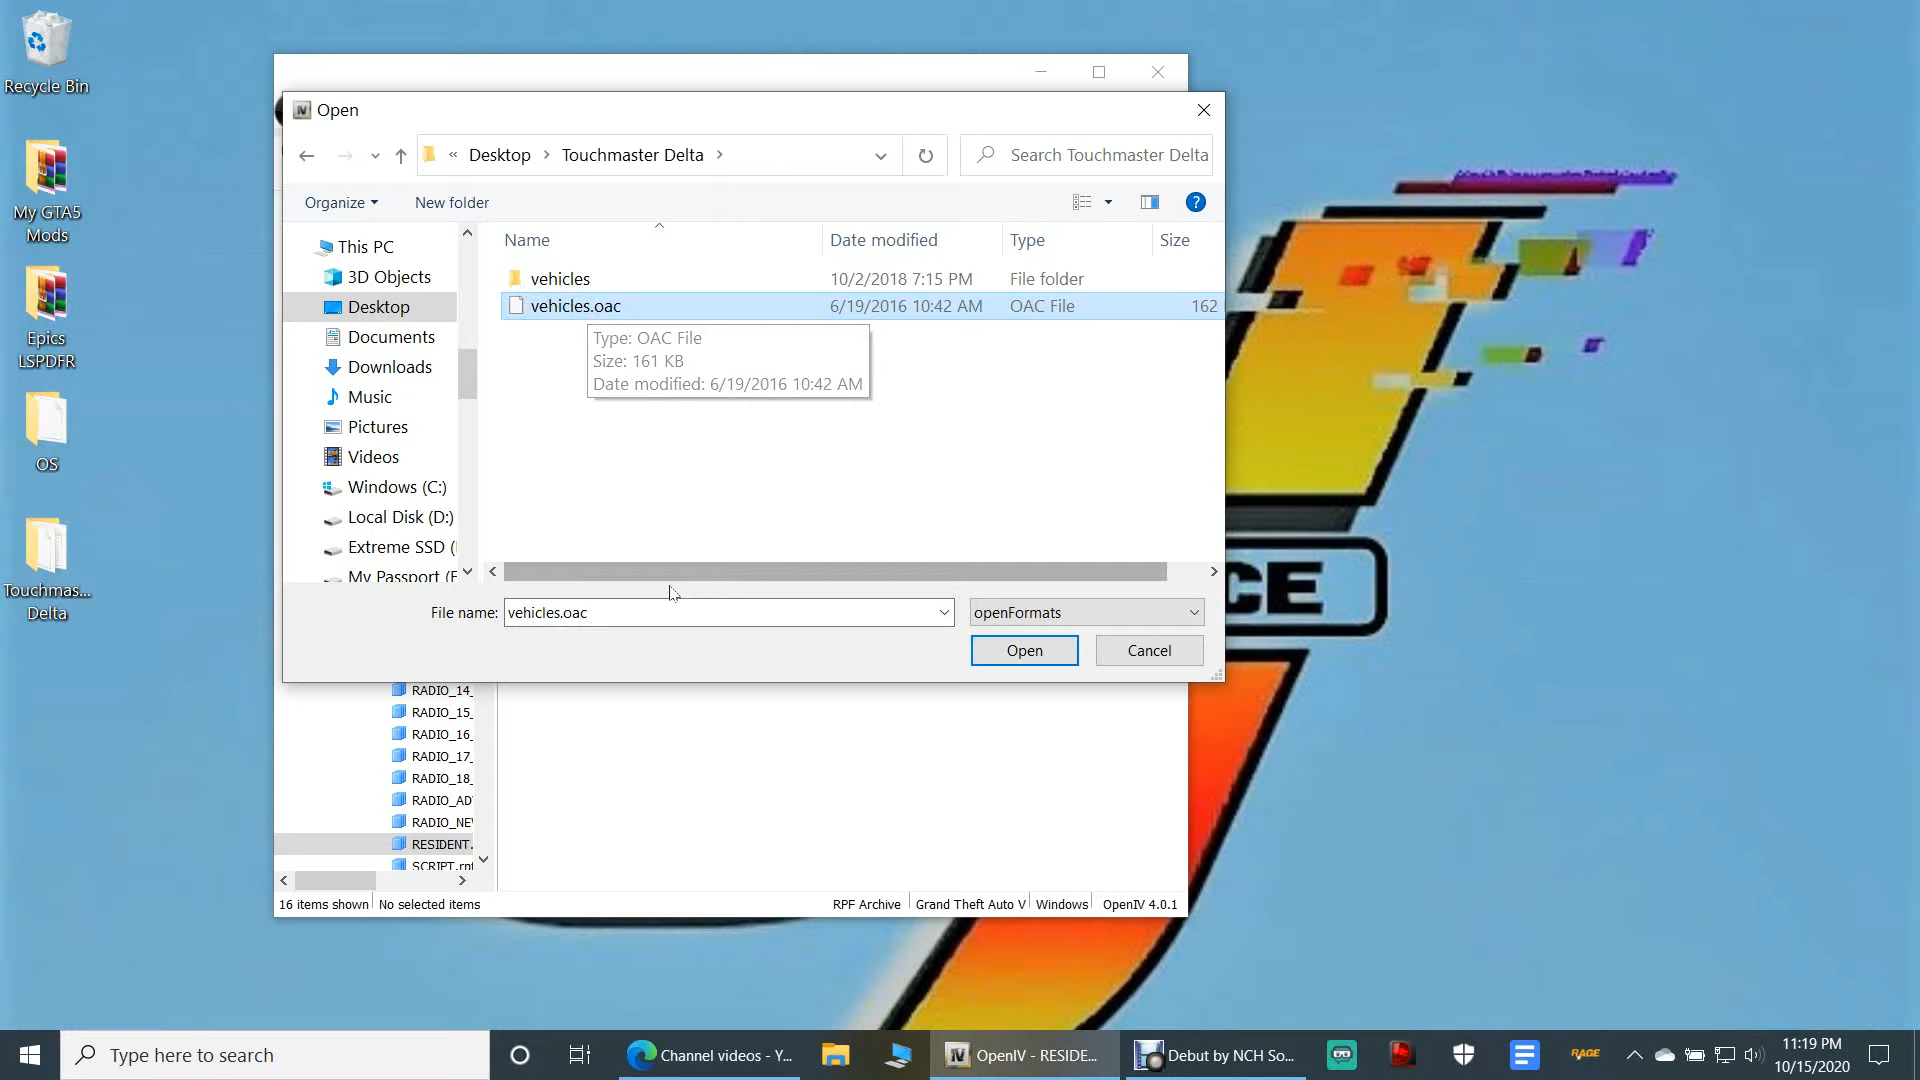 Recycle Bin
My GTA5
Mods
Epics
LSPDFR
OS
Touchmas...
Delta
Open
« Desktop › Touchmaster Delta ›
Search Touchmaster Delta
Organize
New folder
Name
Date modified
Type
Size
vehicles
10/2/2018 7:15 PM
File folder
vehicles.oac
6/19/2016 10:42 AM
OAC File
162
Type: OAC File
Size: 161 KB
Date modified: 6/19/2016 10:42 AM
This PC
3D Objects
Desktop
Documents
Downloads
Music
Pictures
Videos
Windows (C:)
Local Disk (D:)
Extreme SSD (
My Passport (F
File name:
vehicles.oac
openFormats
Open
Cancel
RADIO_14_
RADIO_15_
RADIO_16_
RADIO_17_
RADIO_18_
RADIO_AD
RADIO_NE
RESIDENT.
SCRIPT.rp
16 items shown
No selected items
RPF Archive
Grand Theft Auto V
Windows
OpenIV 4.0.1
CE
Type here to search
Channel videos - Y...
OpenIV - RESIDE...
Debut by NCH So...
RAGE
11:19 PM
10/15/2020